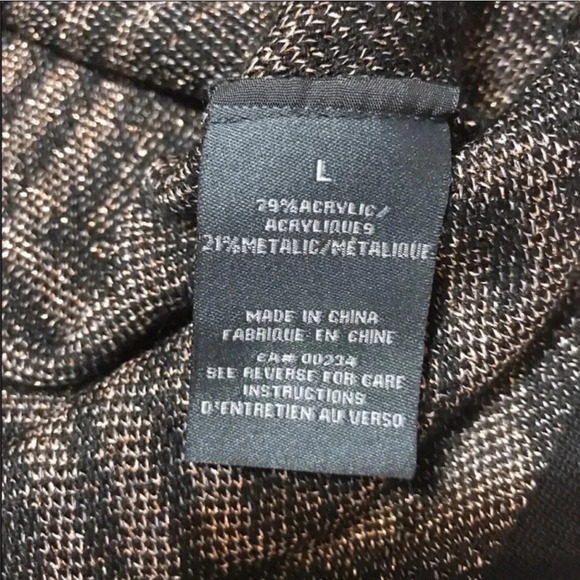 L
79%ACRYLIC/
ACRYLIQUES
21%METALIC/MÉTALIQUE
MADE IN CHINA
FABRIQUE EN CHINE
CA# 00234
SEE REVERSE FOR CARE
INSTRUCTIONS
D'ENTRETIEN AU VERSO